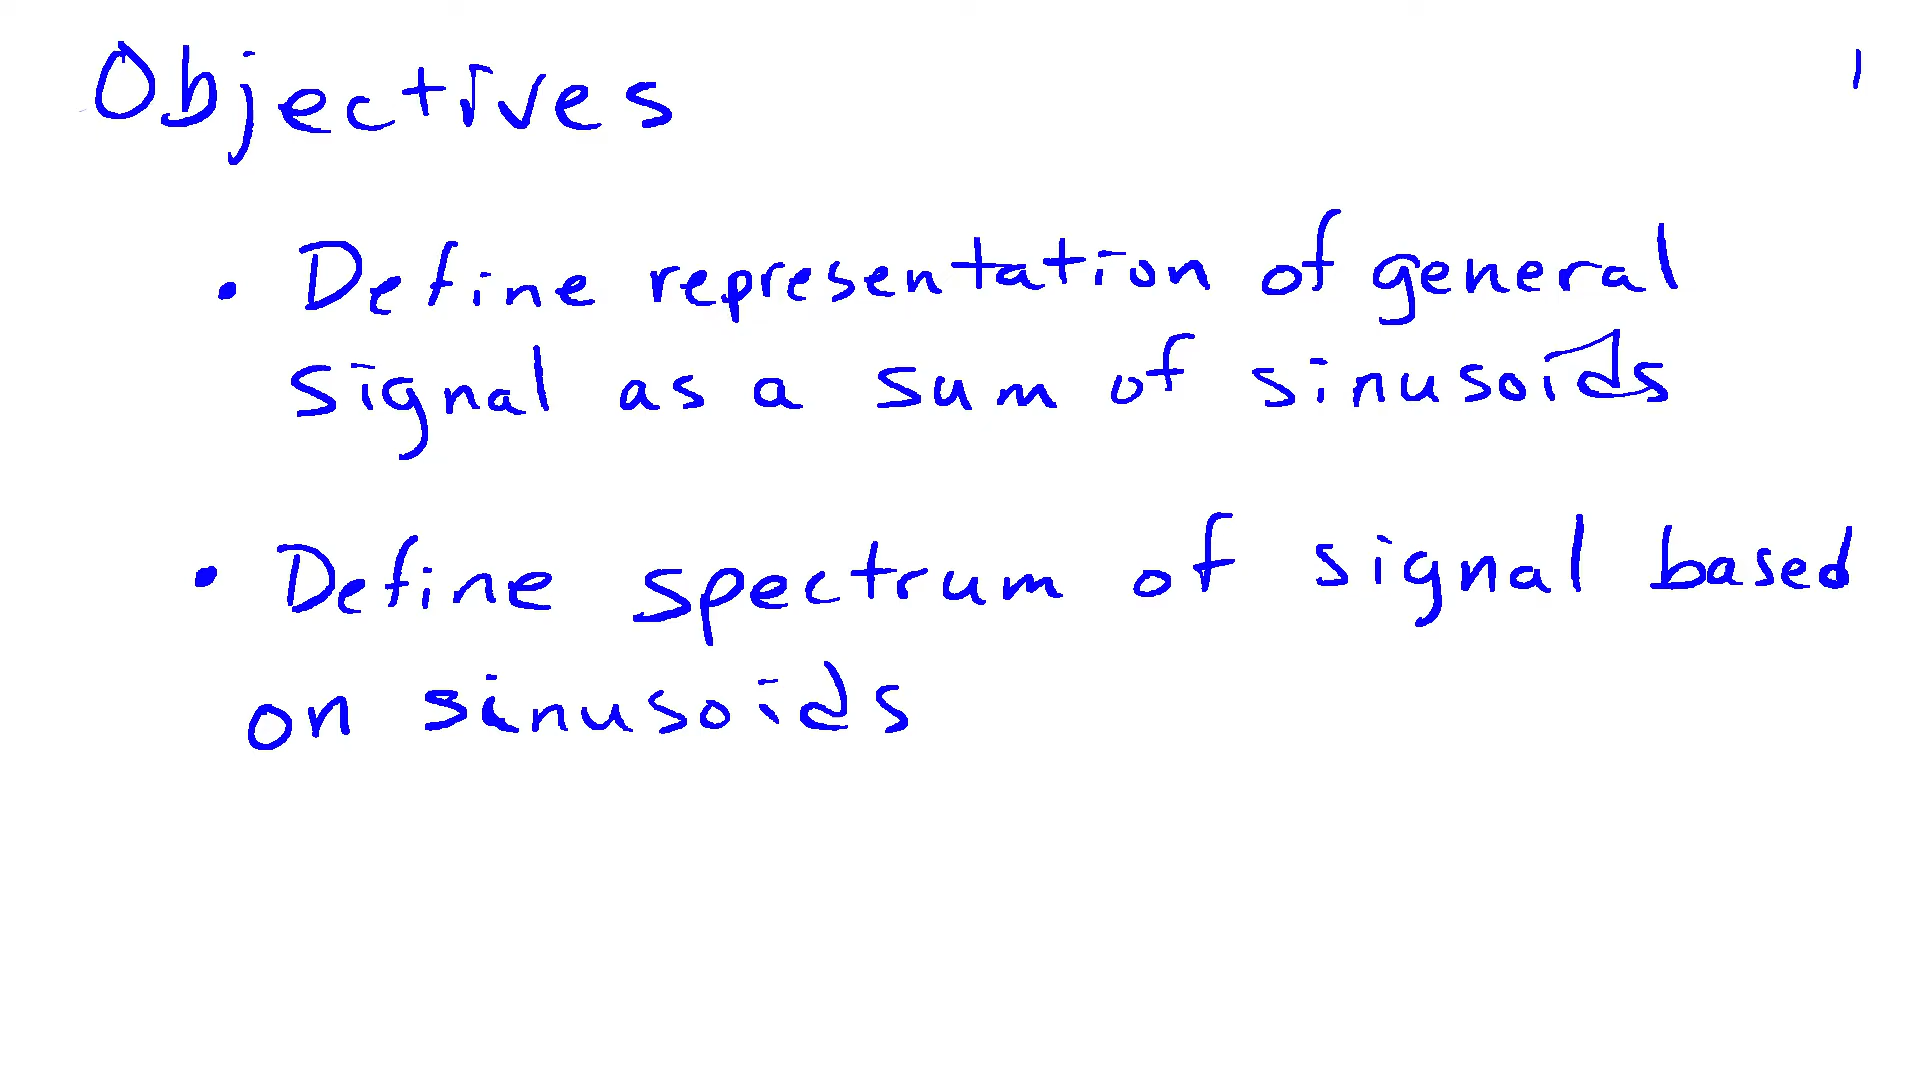 Objectives 1
• Define representation of general
signal as a sum of sinusoids
• Define spectrum of signal based
on sinusoids